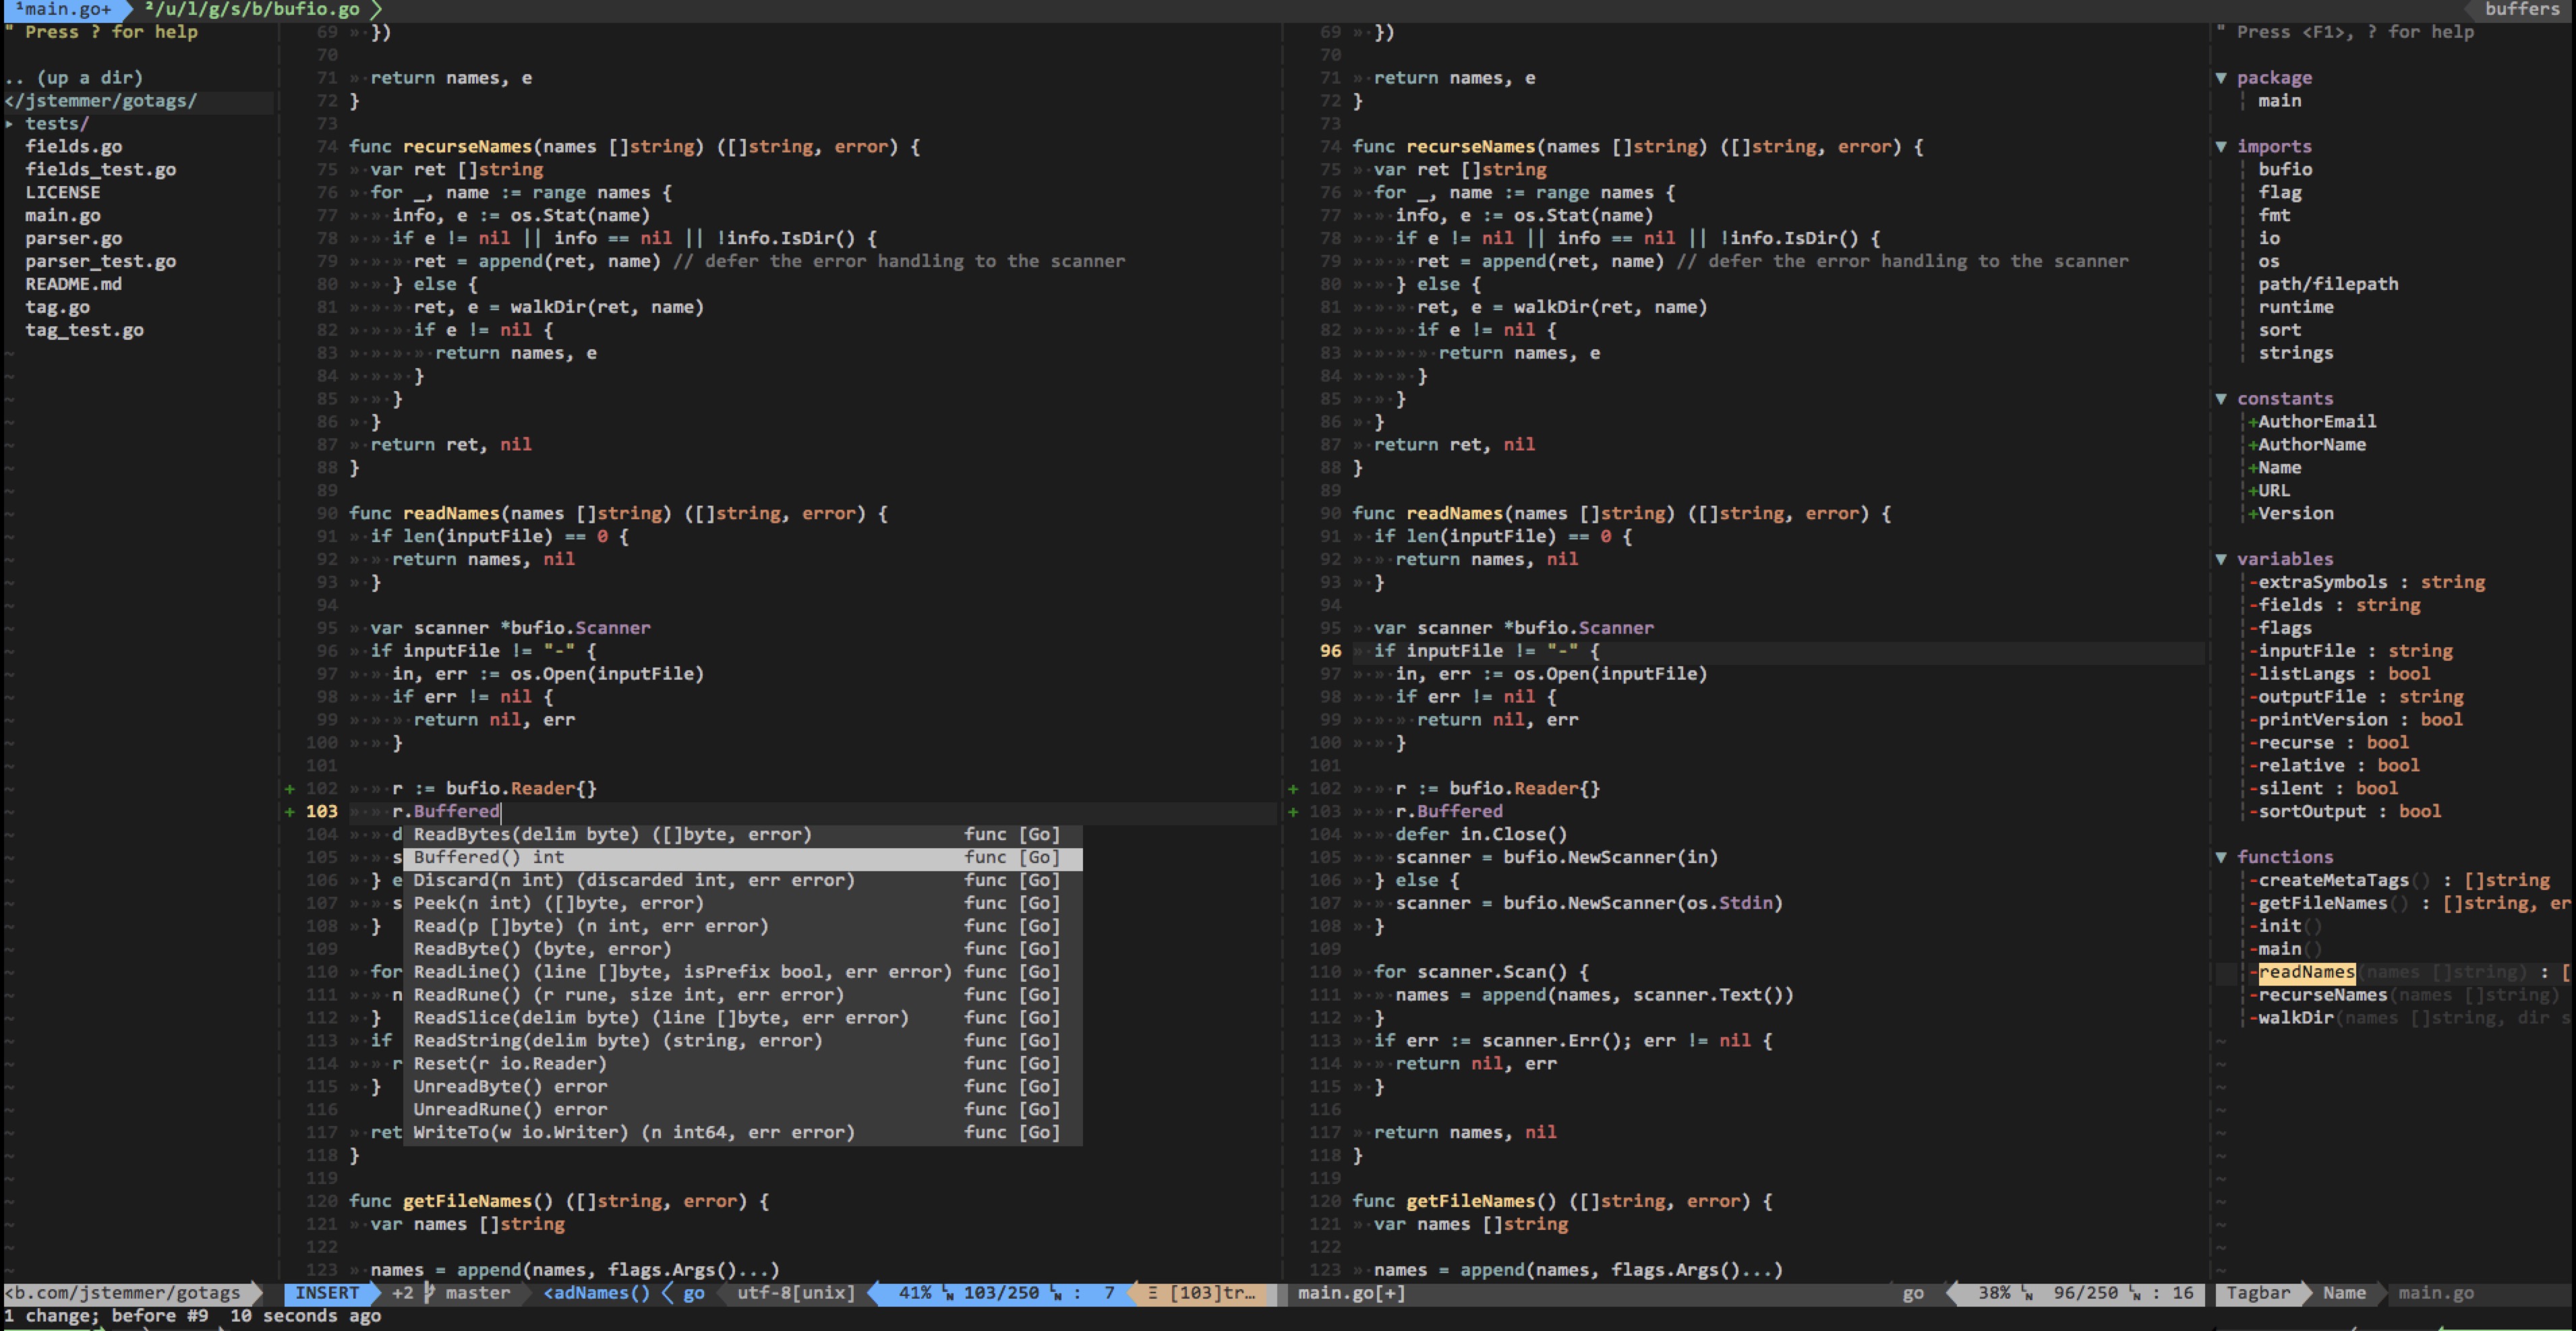 ¹main.go+ ²/u/l/g/s/b/bufio.go buffers
" Press ? for help
.. (up a dir)
</jstemmer/gotags/
▸ tests/
fields.go
fields_test.go
LICENSE
main.go
parser.go
parser_test.go
README.md
tag.go
tag_test.go
<b.com/jstemmer/gotags
69 })
70
71 return names, e
72 }
73
74 func recurseNames(names []string) ([]string, error) {
75 var ret []string
76 for _, name := range names {
77 info, e := os.Stat(name)
78 if e != nil || info == nil || !info.IsDir() {
79 ret = append(ret, name) // defer the error handling to the scanner
80 } else {
81 ret, e = walkDir(ret, name)
82 if e != nil {
83 return names, e
84 }
85 }
86 }
87 return ret, nil
88 }
89
90 func readNames(names []string) ([]string, error) {
91 if len(inputFile) == 0 {
92 return names, nil
93 }
94
95 var scanner *bufio.Scanner
96 if inputFile != "-" {
97 in, err := os.Open(inputFile)
98 if err != nil {
99 return nil, err
100 }
101
+ 102 r := bufio.Reader{}
+ 103 r.Buffered
104 d ReadBytes(delim byte) ([]byte, error) func [Go]
105 s Buffered() int func [Go]
106 } e Discard(n int) (discarded int, err error) func [Go]
107 s Peek(n int) ([]byte, error) func [Go]
108 } Read(p []byte) (n int, err error) func [Go]
109 ReadByte() (byte, error) func [Go]
110 for ReadLine() (line []byte, isPrefix bool, err error) func [Go]
111 n ReadRune() (r rune, size int, err error) func [Go]
112 } ReadSlice(delim byte) (line []byte, err error) func [Go]
113 if ReadString(delim byte) (string, error) func [Go]
114 r Reset(r io.Reader) func [Go]
115 } UnreadByte() error func [Go]
116 UnreadRune() error func [Go]
117 ret WriteTo(w io.Writer) (n int64, err error) func [Go]
118 }
119
120 func getFileNames() ([]string, error) {
121 var names []string
122
123 names = append(names, flags.Args()...)
INSERT +2 master <adNames() go utf-8[unix] 41% 103/250 : 7 Ξ [103]tr…
69 })
70
71 return names, e
72 }
73
74 func recurseNames(names []string) ([]string, error) {
75 var ret []string
76 for _, name := range names {
77 info, e := os.Stat(name)
78 if e != nil || info == nil || !info.IsDir() {
79 ret = append(ret, name) // defer the error handling to the scanner
80 } else {
81 ret, e = walkDir(ret, name)
82 if e != nil {
83 return names, e
84 }
85 }
86 }
87 return ret, nil
88 }
89
90 func readNames(names []string) ([]string, error) {
91 if len(inputFile) == 0 {
92 return names, nil
93 }
94
95 var scanner *bufio.Scanner
96 if inputFile != "-" {
97 in, err := os.Open(inputFile)
98 if err != nil {
99 return nil, err
100 }
101
+ 102 r := bufio.Reader{}
+ 103 r.Buffered
104 defer in.Close()
105 scanner = bufio.NewScanner(in)
106 } else {
107 scanner = bufio.NewScanner(os.Stdin)
108 }
109
110 for scanner.Scan() {
111 names = append(names, scanner.Text())
112 }
113 if err := scanner.Err(); err != nil {
114 return nil, err
115 }
116
117 return names, nil
118 }
119
120 func getFileNames() ([]string, error) {
121 var names []string
122
123 names = append(names, flags.Args()...)
main.go[+] go 38% 96/250 : 16
" Press <F1>, ? for help
▼ package
main
▼ imports
bufio
flag
fmt
io
os
path/filepath
runtime
sort
strings
▼ constants
+AuthorEmail
+AuthorName
+Name
+URL
+Version
▼ variables
-extraSymbols : string
-fields : string
-flags
-inputFile : string
-listLangs : bool
-outputFile : string
-printVersion : bool
-recurse : bool
-relative : bool
-silent : bool
-sortOutput : bool
▼ functions
-createMetaTags() : []string
-getFileNames() : []string, er
-init()
-main()
-readNames(names []string) : [
-recurseNames(names []string)
-walkDir(names []string, dir s
Tagbar Name main.go
1 change; before #9 10 seconds ago